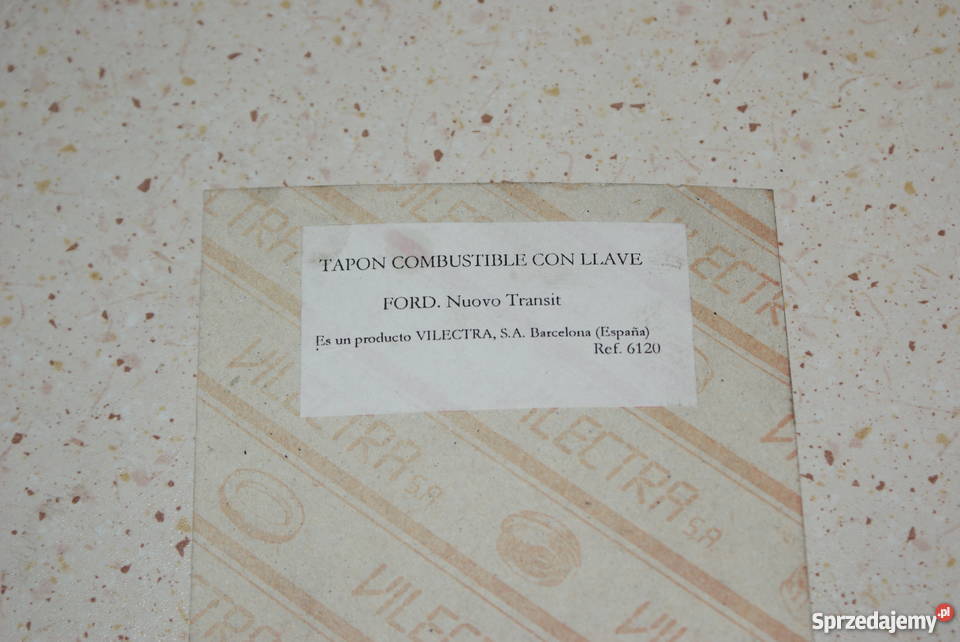 VILECTRA
VILECTRA
TAPON COMBUSTIBLE CON LLAVE
FORD. Nuovo Transit
Es un producto VILECTRA, S.A. Barcelona (España)
Ref. 6120
VILECTRA S.A.
VILECTRA S.A.
VILECTRA
Sprzedajemy.pl